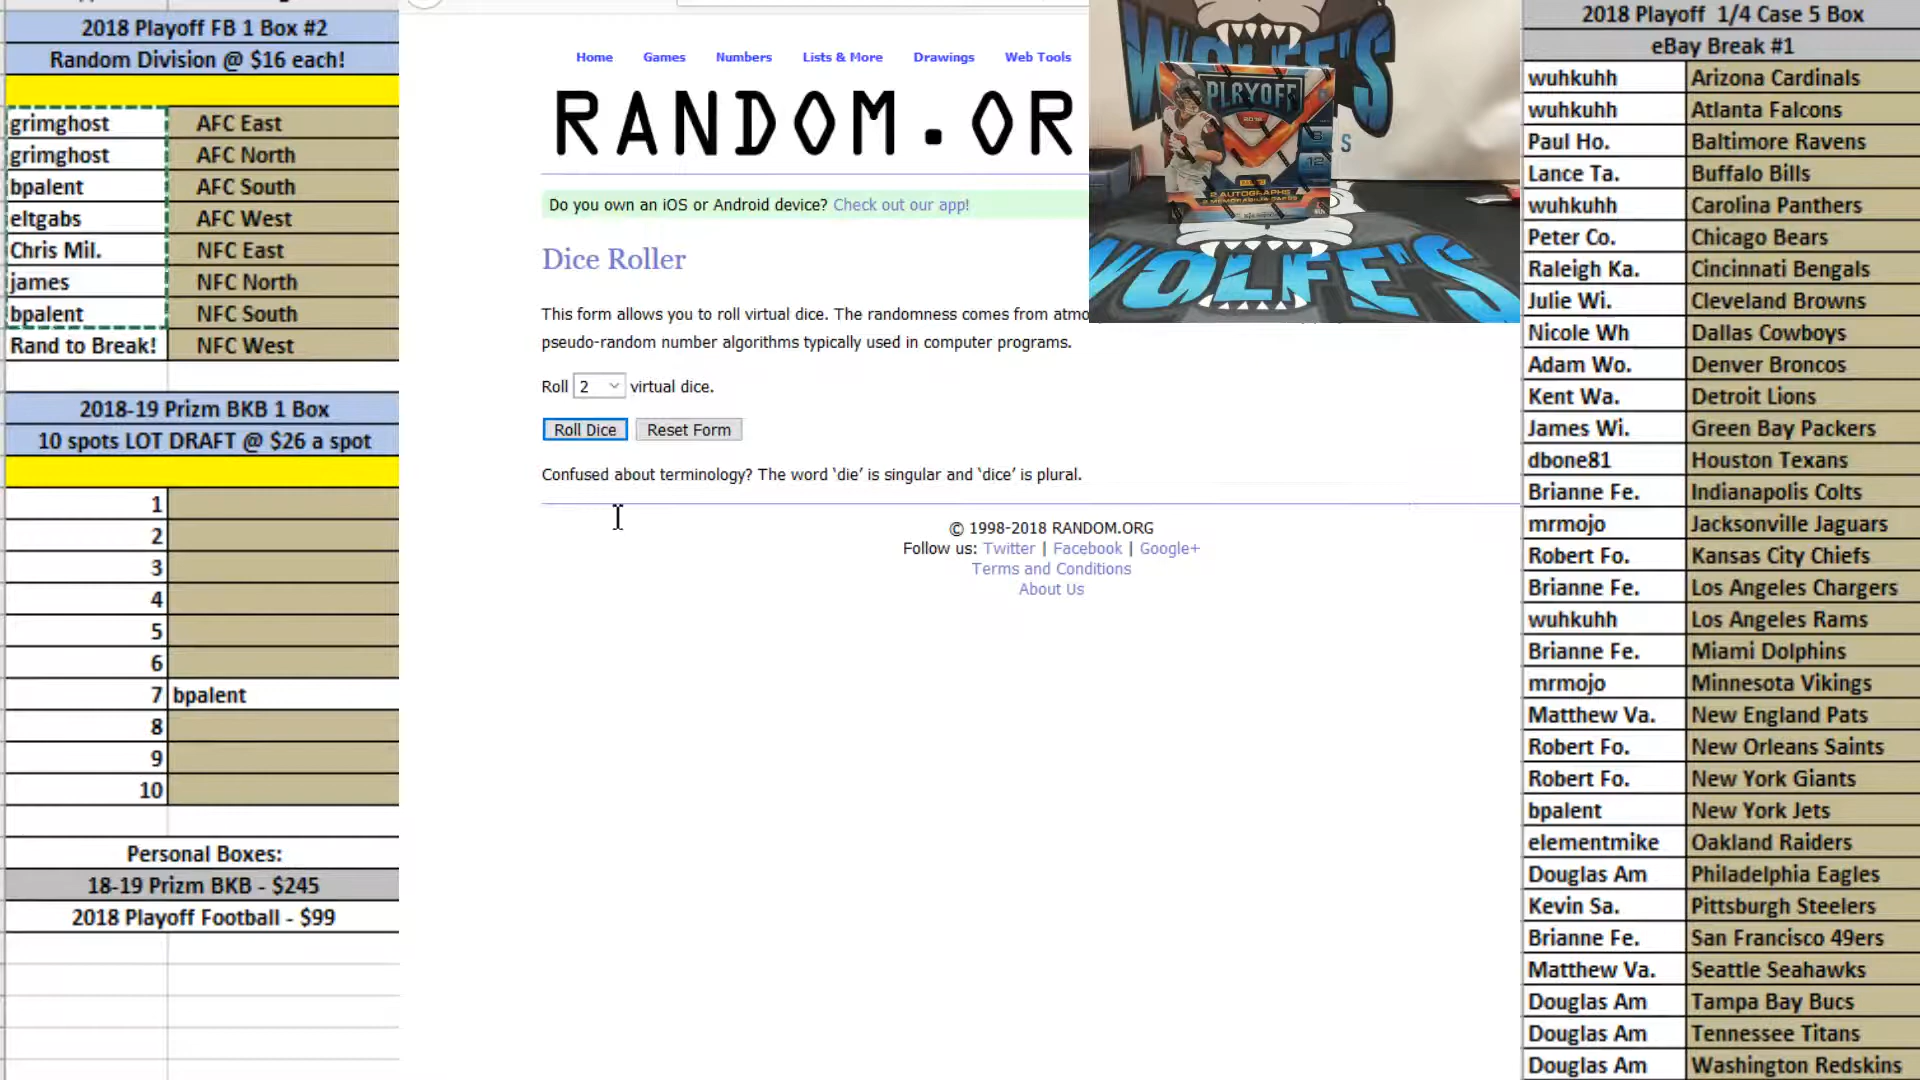 2018 Playoff FB 1 Box #2
Random Division @ $16 each!
grimghost AFC East
grimghost AFC North
bpalent AFC South
eltgabs AFC West
Chris Mil. NFC East
james NFC North
bpalent NFC South
Rand to Break! NFC West
2018-19 Prizm BKB 1 Box
10 spots LOT DRAFT @ $26 a spot
1
2
3
4
5
6
7 bpalent
8
9
10
Personal Boxes:
18-19 Prizm BKB - $245
2018 Playoff Football - $99
Home Games Numbers Lists & More Drawings Web Tools
RANDOM.OR
Do you own an iOS or Android device? Check out our app!
Dice Roller
This form allows you to roll virtual dice. The randomness comes from atmo
pseudo-random number algorithms typically used in computer programs.
Roll 2 virtual dice.
Roll Dice Reset Form
Confused about terminology? The word ‘die’ is singular and ‘dice’ is plural.
© 1998-2018 RANDOM.ORG
Follow us: Twitter | Facebook | Google+
Terms and Conditions
About Us
WOLFE'S
PLAYOFF
2018
8
12
2 AUTOGRAPHS
2 MEMORABILIA CARDS
WOLFE'S
2018 Playoff 1/4 Case 5 Box
eBay Break #1
wuhkuhh Arizona Cardinals
wuhkuhh Atlanta Falcons
Paul Ho. Baltimore Ravens
Lance Ta. Buffalo Bills
wuhkuhh Carolina Panthers
Peter Co. Chicago Bears
Raleigh Ka. Cincinnati Bengals
Julie Wi. Cleveland Browns
Nicole Wh Dallas Cowboys
Adam Wo. Denver Broncos
Kent Wa. Detroit Lions
James Wi. Green Bay Packers
dbone81 Houston Texans
Brianne Fe. Indianapolis Colts
mrmojo Jacksonville Jaguars
Robert Fo. Kansas City Chiefs
Brianne Fe. Los Angeles Chargers
wuhkuhh Los Angeles Rams
Brianne Fe. Miami Dolphins
mrmojo Minnesota Vikings
Matthew Va. New England Pats
Robert Fo. New Orleans Saints
Robert Fo. New York Giants
bpalent New York Jets
elementmike Oakland Raiders
Douglas Am Philadelphia Eagles
Kevin Sa. Pittsburgh Steelers
Brianne Fe. San Francisco 49ers
Matthew Va. Seattle Seahawks
Douglas Am Tampa Bay Bucs
Douglas Am Tennessee Titans
Douglas Am Washington Redskins